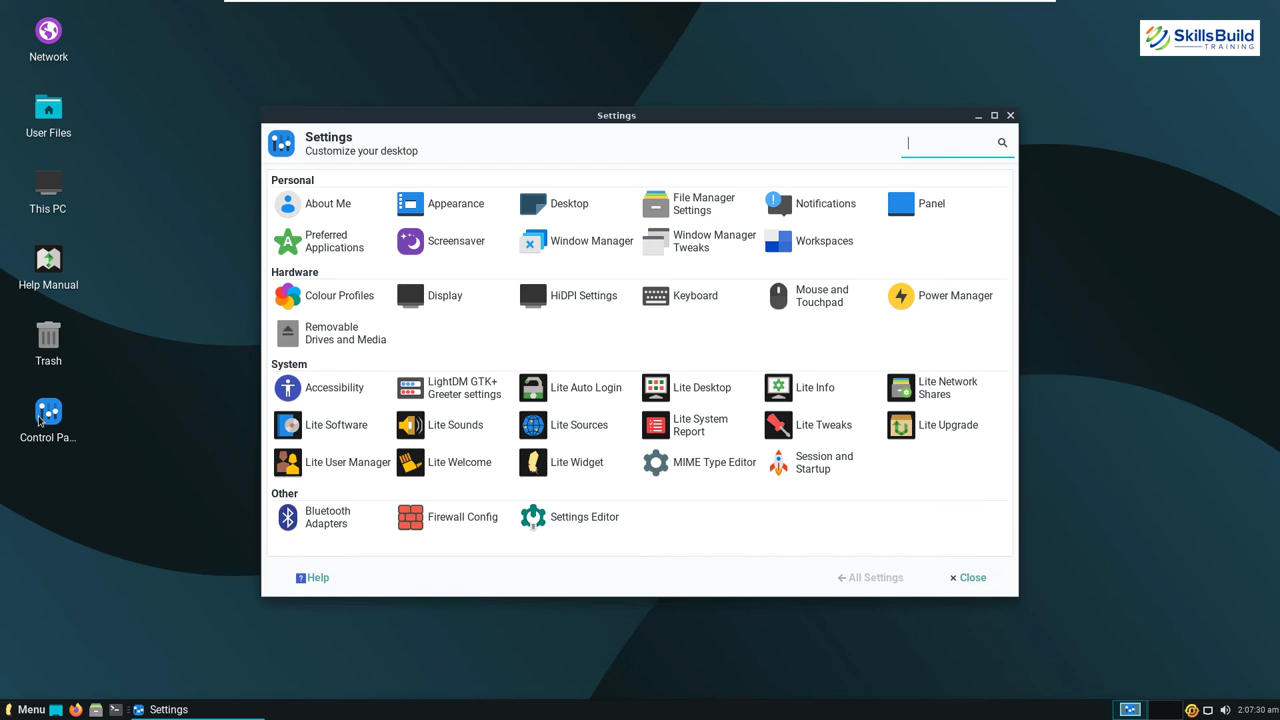 Network
User Files
This PC
Help Manual
Trash
Control Pa...
SkillsBuild
TRAINING
Settings
Settings
Customize your desktop
Personal
About Me
Appearance
Desktop
File Manager
Settings
Notifications
Panel
Preferred
Applications
Screensaver
Window Manager
Window Manager
Tweaks
Workspaces
Hardware
Colour Profiles
Display
HiDPI Settings
Keyboard
Mouse and
Touchpad
Power Manager
Removable
Drives and Media
System
Accessibility
LightDM GTK+
Greeter settings
Lite Auto Login
Lite Desktop
Lite Info
Lite Network
Shares
Lite Software
Lite Sounds
Lite Sources
Lite System
Report
Lite Tweaks
Lite Upgrade
Lite User Manager
Lite Welcome
Lite Widget
MIME Type Editor
Session and
Startup
Other
Bluetooth
Adapters
Firewall Config
Settings Editor
Help
All Settings
Close
Menu
Settings
2:07:30 am